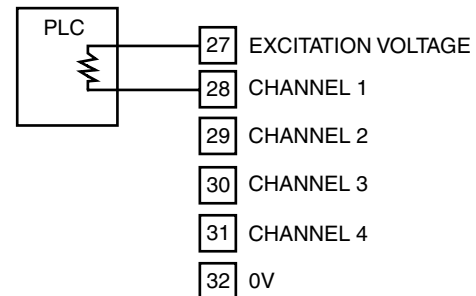 PLC
27 EXCITATION VOLTAGE
28 CHANNEL 1
29 CHANNEL 2
30 CHANNEL 3
31 CHANNEL 4
32 0V